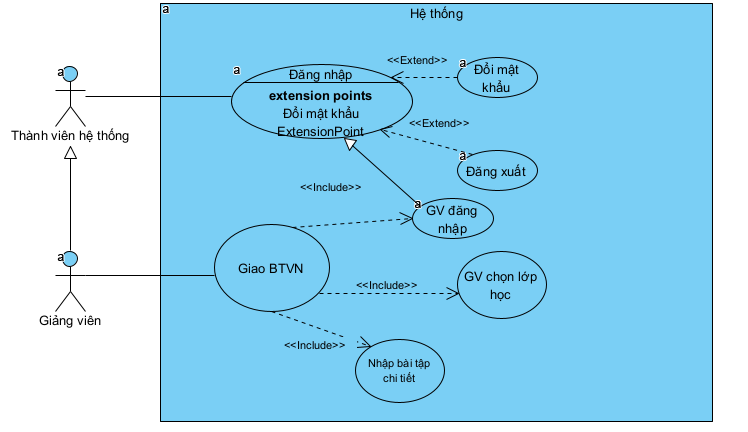 a
Hệ thống
a
Đăng nhập
extension points
Đổi mật khẩu
ExtensionPoint
<<Extend>>
a
Đổi mật
khẩu
a
Thành viên hệ thống
<<Extend>>
a
Đăng xuất
<<Include>>
a
GV đăng
nhập
a
Giảng viên
Giao BTVN
<<Include>>
GV chọn lớp
học
<<Include>>
Nhập bài tập
chi tiết